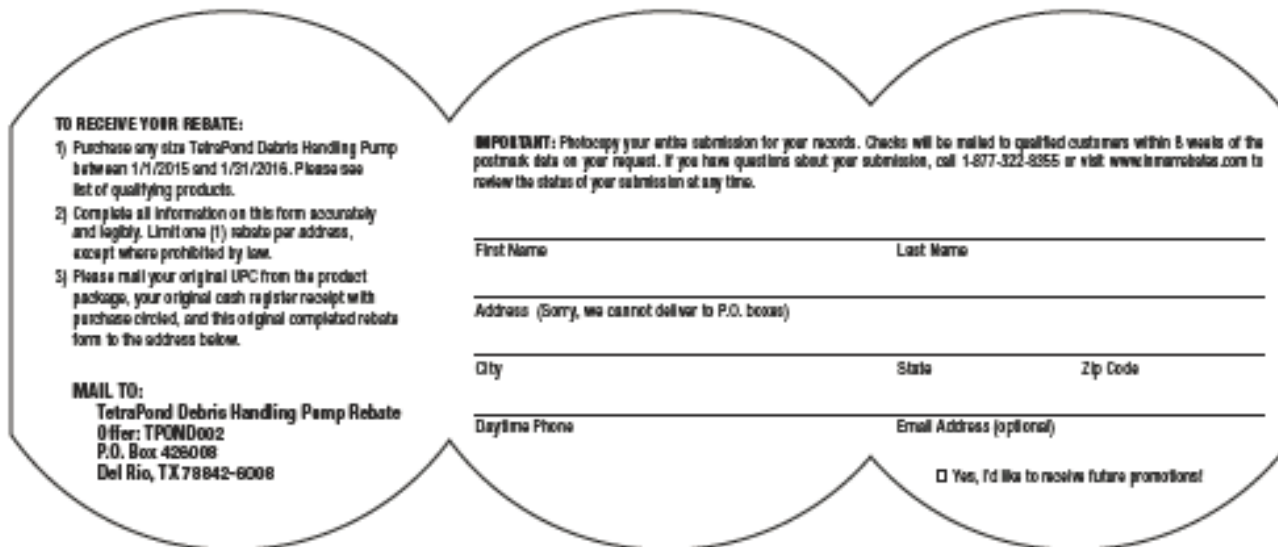 TO RECEIVE YOUR REBATE:
1) Purchase any size TetraPond Debris Handling Pump
between 1/1/2015 and 1/31/2016. Please see
list of qualifying products.
2) Complete all information on this form accurately
and legibly. Limit one (1) rebate per address,
except where prohibited by law.
3) Please mail your original UPC from the product
package, your original cash register receipt with
purchase circled, and this original completed rebate
form to the address below.
MAIL TO:
TetraPond Debris Handling Pump Rebate
Offer: TPOND002
P.O. Box 426008
Del Rio, TX 78842-6008
IMPORTANT: Photocopy your entire submission for your records. Checks will be mailed to qualified customers within 8 weeks of the
postmark date on your request. If you have questions about your submission, call 1-877-322-8355 or visit www.inmarrebates.com to
review the status of your submission at any time.
First Name Last Name
Address (Sorry, we cannot deliver to P.O. boxes)
City State Zip Code
Daytime Phone Email Address (optional)
☐ Yes, I'd like to receive future promotions!